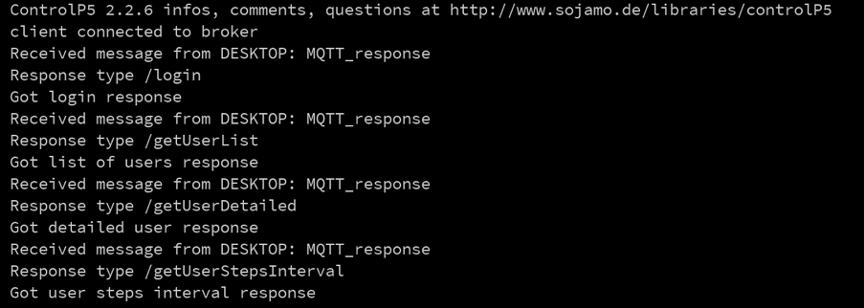 ControlP5 2.2.6 infos, comments, questions at http://www.sojamo.de/libraries/controlP5
client connected to broker
Received message from DESKTOP: MQTT_response
Response type /login
Got login response
Received message from DESKTOP: MQTT_response
Response type /getUserList
Got list of users response
Received message from DESKTOP: MQTT_response
Response type /getUserDetailed
Got detailed user response
Received message from DESKTOP: MQTT_response
Response type /getUserStepsInterval
Got user steps interval response